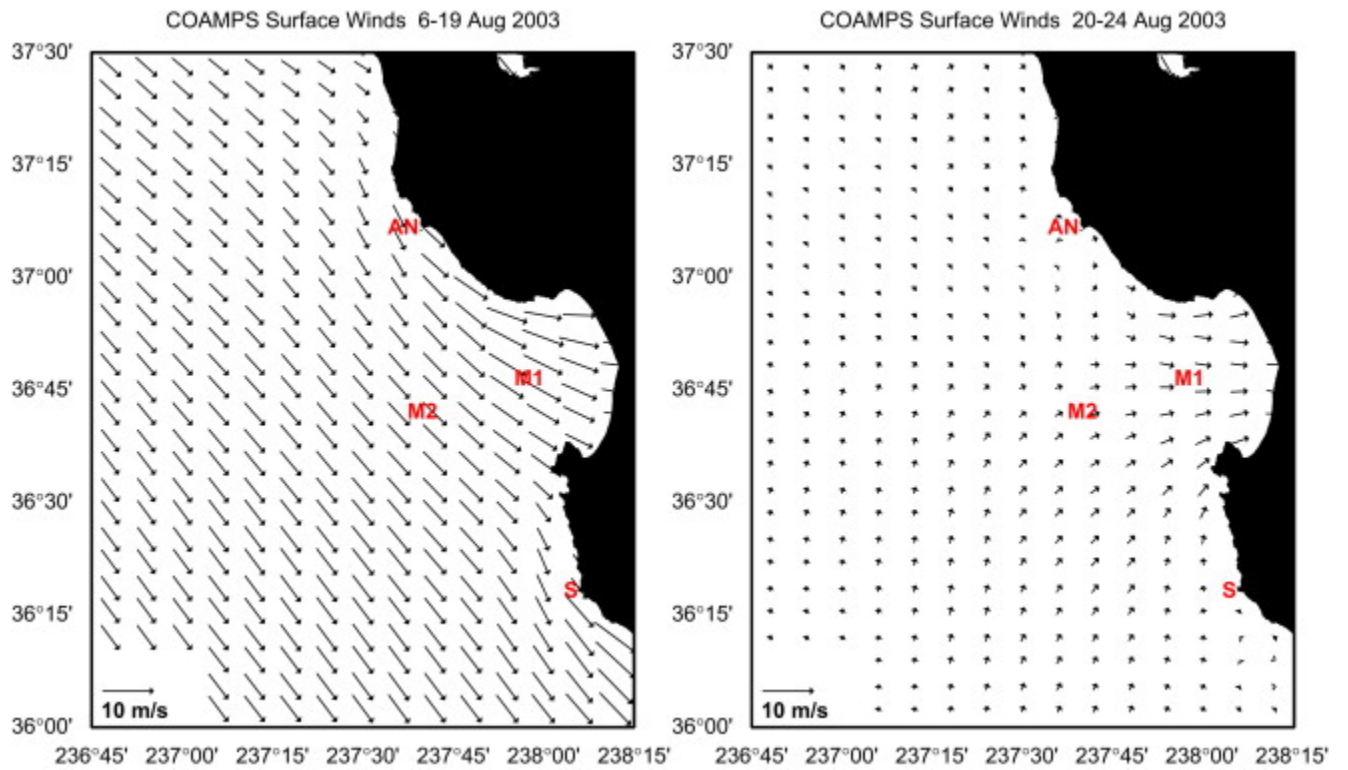 COAMPS Surface Winds 6-19 Aug 2003
37°30'
37°15'
37°00'
36°45'
36°30'
36°15'
36°00'
AN
M1
M2
S
10 m/s
236°45' 237°00' 237°15' 237°30' 237°45' 238°00' 238°15'
COAMPS Surface Winds 20-24 Aug 2003
37°30'
37°15'
37°00'
36°45'
36°30'
36°15'
36°00'
AN
M1
M2
S
10 m/s
236°45' 237°00' 237°15' 237°30' 237°45' 238°00' 238°15'